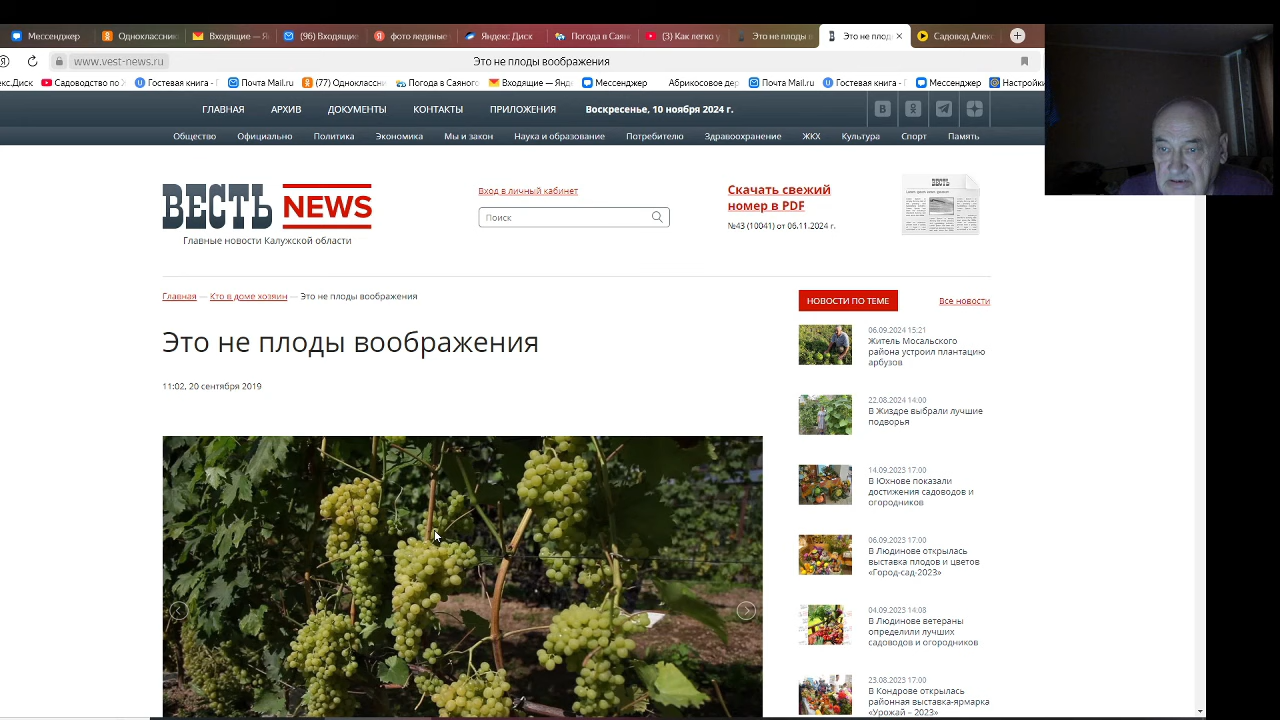 Мессенджер
Одноклассник
Входящие — Я
(96) Входящие
фото ледяные
Яндекс Диск
Погода в Саян
(3) Как легко у
Это не плоды в
Это не плод
Садовод Алекс
www.vest-news.ru
Это не плоды воображения
кс.Диск
Садоводство по
Гостевая книга - Г
Почта Mail.ru
(77) Одноклассн
Погода в Саяного
Входящие — Янд
Мессенджер
Абрикосовое дер
Почта Mail.ru
Гостевая книга - Г
Мессенджер
Настройки
ГЛАВНАЯ
АРХИВ
ДОКУМЕНТЫ
КОНТАКТЫ
ПРИЛОЖЕНИЯ
Воскресенье, 10 ноября 2024 г.
Общество
Официально
Политика
Экономика
Мы и закон
Наука и образование
Потребителю
Здравоохранение
ЖКХ
Культура
Спорт
Память
ВЕСТЬ NEWS
Главные новости Калужской области
Вход в личный кабинет
Поиск
Скачать свежий
номер в PDF
№43 (10041) от 06.11.2024 г.
ВЕСТЬ
Главная — Кто в доме хозяин — Это не плоды воображения
Это не плоды воображения
11:02, 20 сентября 2019
НОВОСТИ ПО ТЕМЕ
Все новости
06.09.2024 15:21
Житель Мосальского
района устроил плантацию
арбузов
22.08.2024 14:00
В Жиздре выбрали лучшие
подворья
14.09.2023 17:00
В Юхнове показали
достижения садоводов и
огородников
06.09.2023 17:00
В Людинове открылась
выставка плодов и цветов
«Город-сад-2023»
04.09.2023 14:08
В Людинове ветераны
определили лучших
садоводов и огородников
23.08.2023 17:00
В Кондрове открылась
районная выставка-ярмарка
«Урожай – 2023»